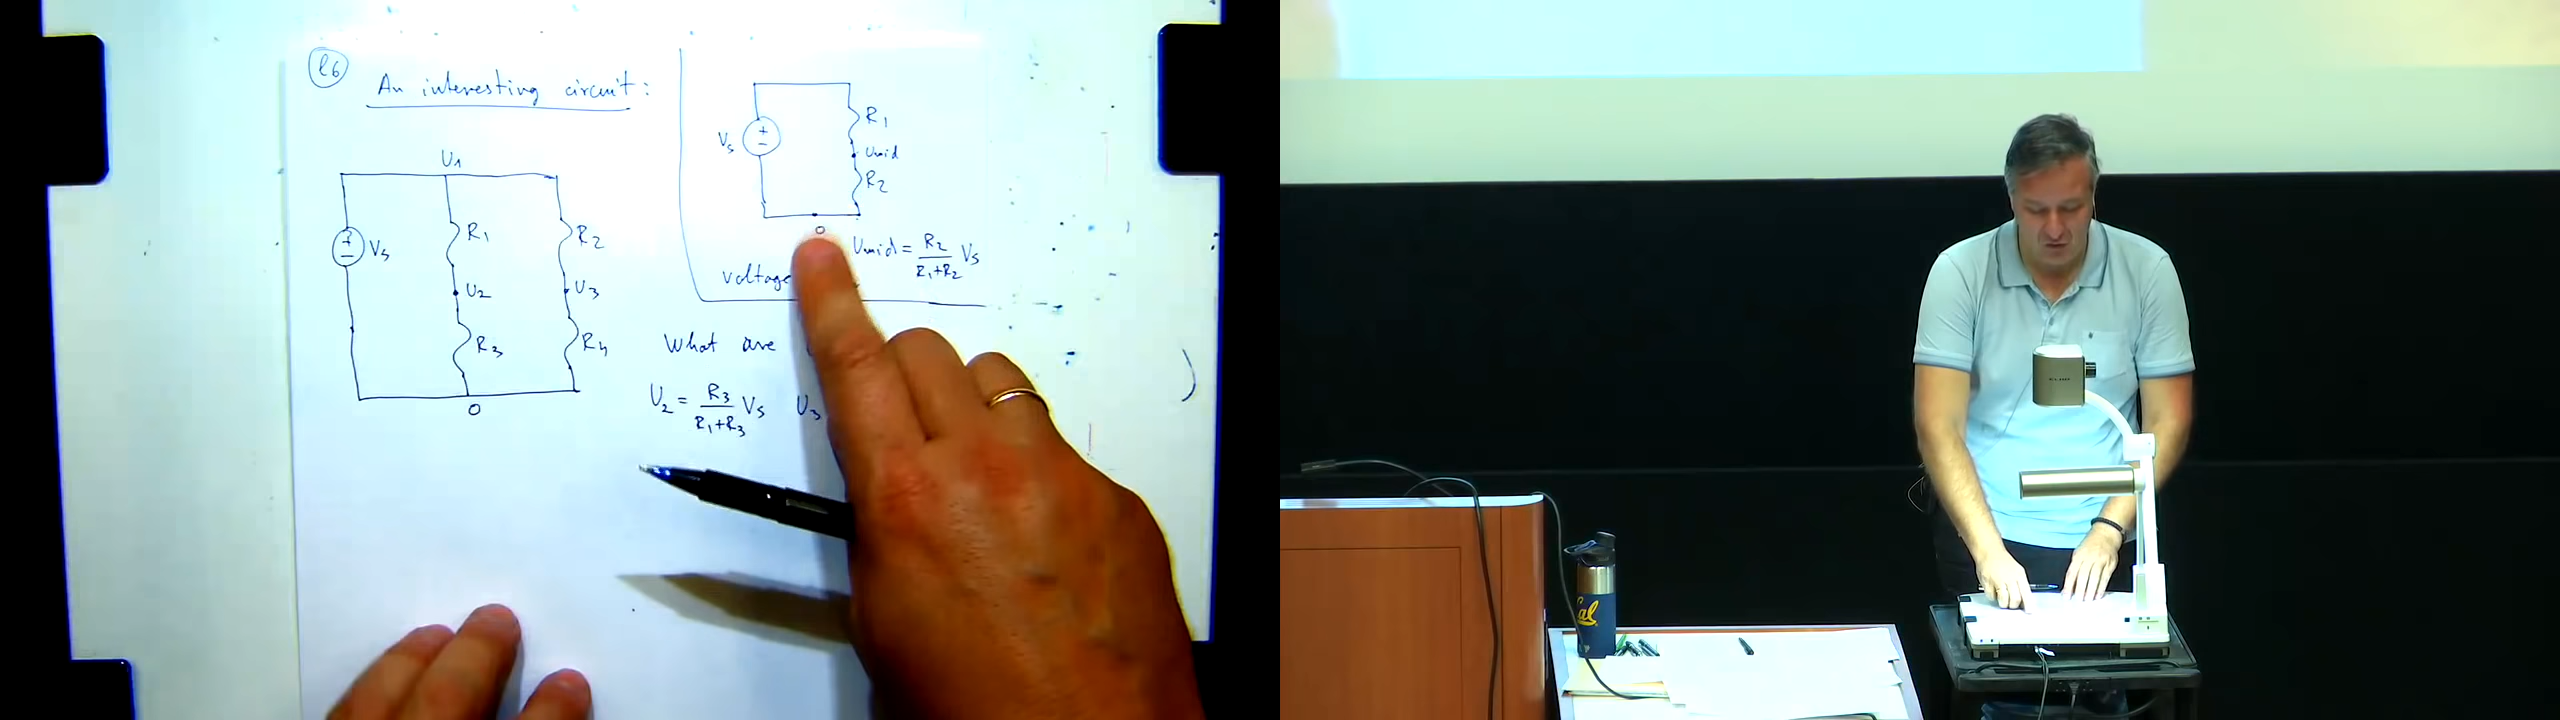 l6
An interesting circuit:
U1
Vs
R1
R2
U2
U3
R3
R4
0
Vs
R1
Umid
R2
0
Umid = R2/(R1+R2) Vs
voltage
What are
U2 = R3/(R1+R3) Vs U3
Cal